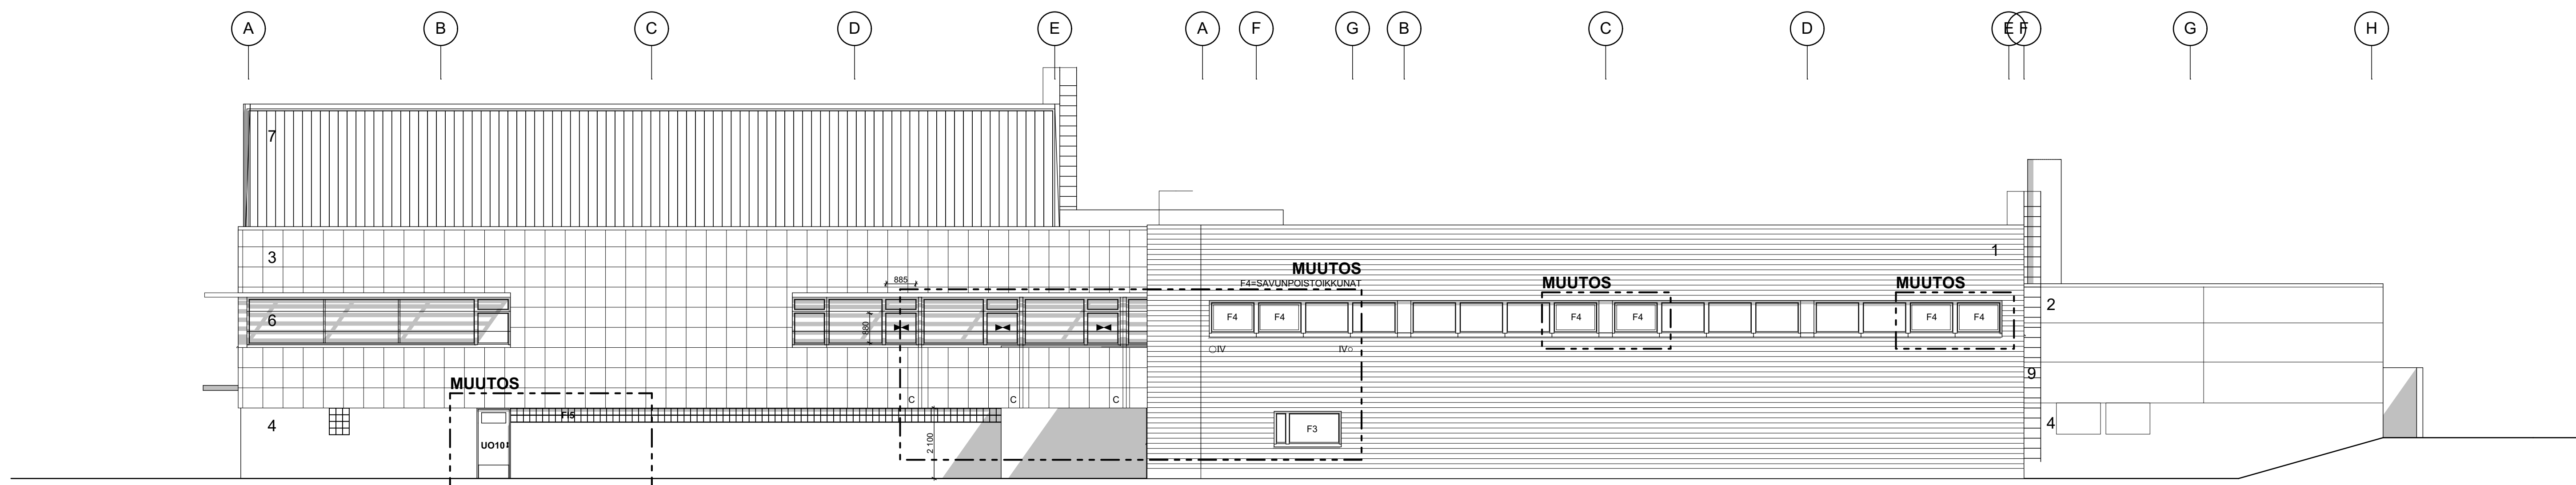 A B C D E A F G B C D E F G H
7
3
1
885
MUUTOS
F4=SAVUNPOISTOIKKUNAT
MUUTOS
MUUTOS
2
6
680
F4 F4 F4 F4 F4 F4
IV IV
9
MUUTOS
C C C
4
FI5
UO10
2 100
F3
4